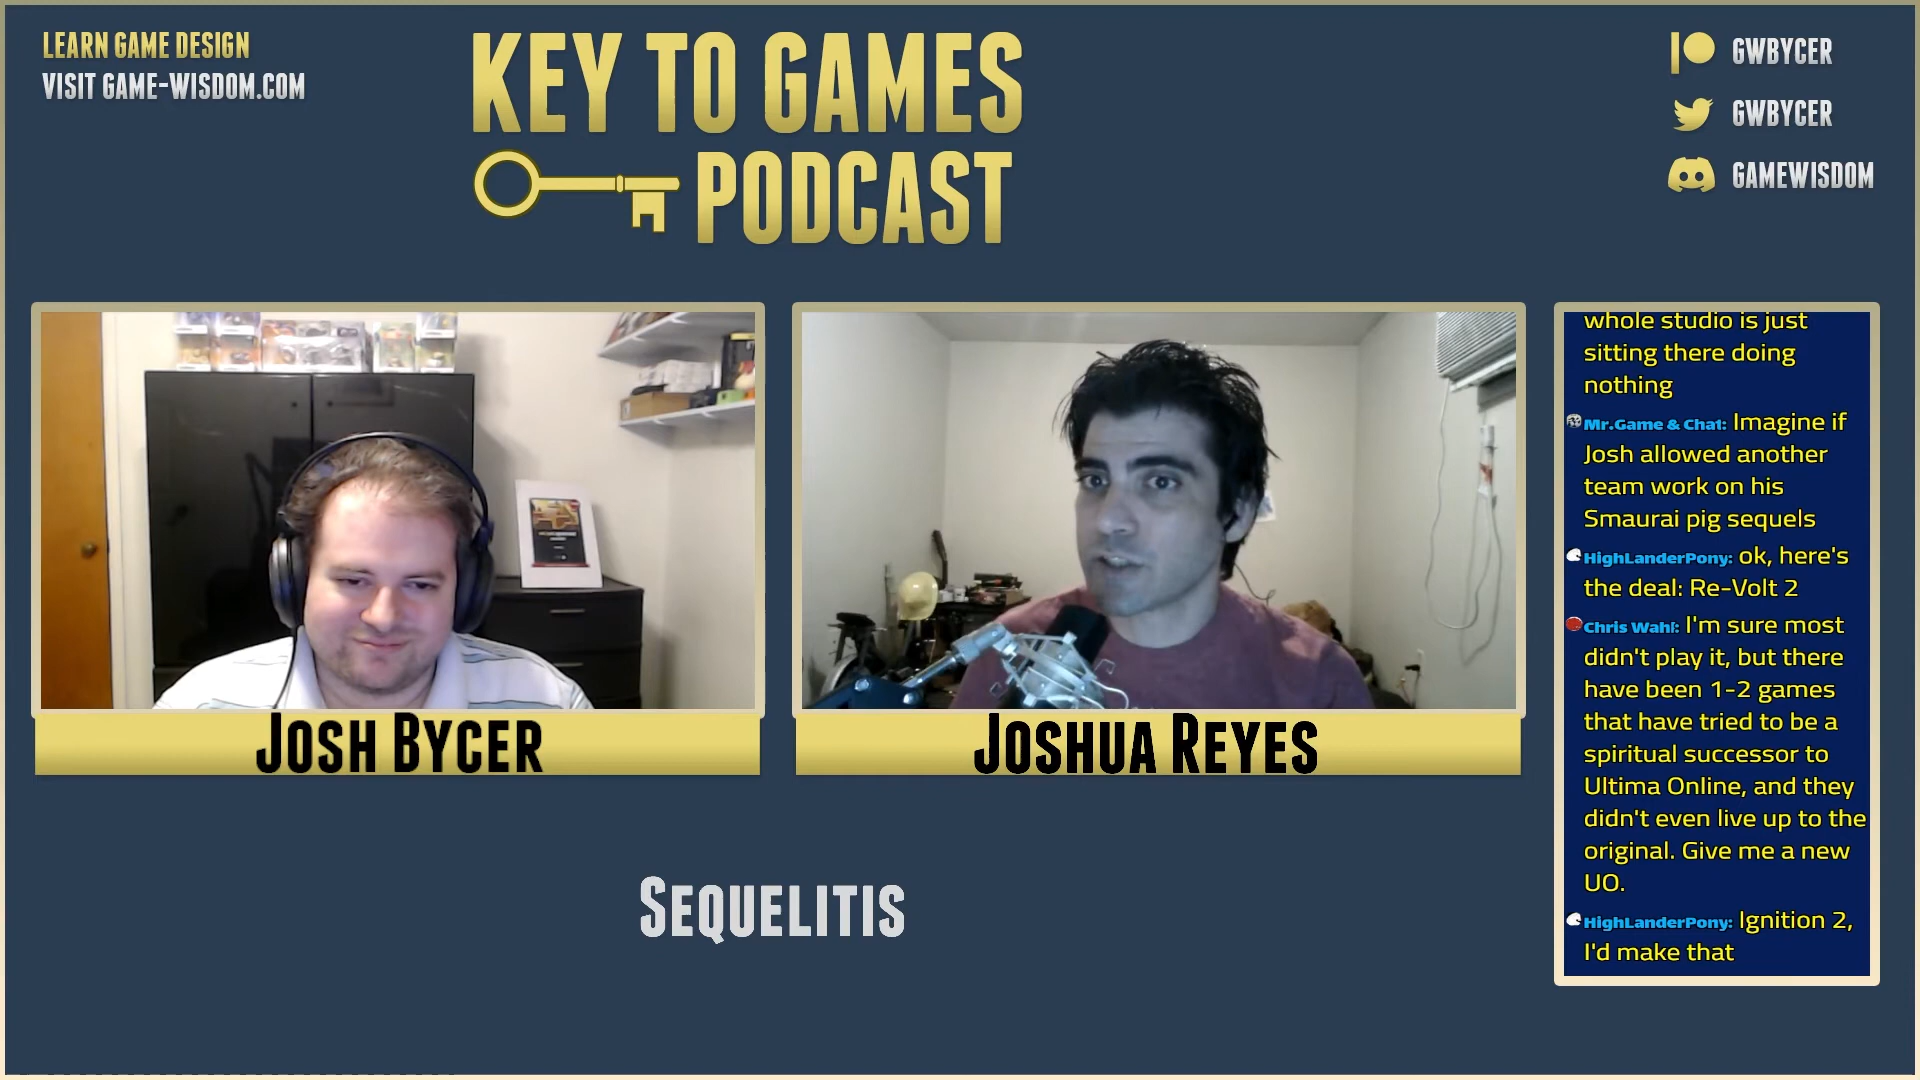 LEARN GAME DESIGN
VISIT GAME-WISDOM.COM
KEY TO GAMES
PODCAST
GWBYCER
GWBYCER
GAMEWISDOM
JOSH BYCER
JOSHUA REYES
SEQUELITIS
whole studio is just
sitting there doing
nothing
Mr.Game & Chat: Imagine if
Josh allowed another
team work on his
Smaurai pig sequels
HighLanderPony: ok, here's
the deal: Re-Volt 2
Chris Wahl: I'm sure most
didn't play it, but there
have been 1-2 games
that have tried to be a
spiritual successor to
Ultima Online, and they
didn't even live up to the
original. Give me a new
UO.
HighLanderPony: Ignition 2,
I'd make that